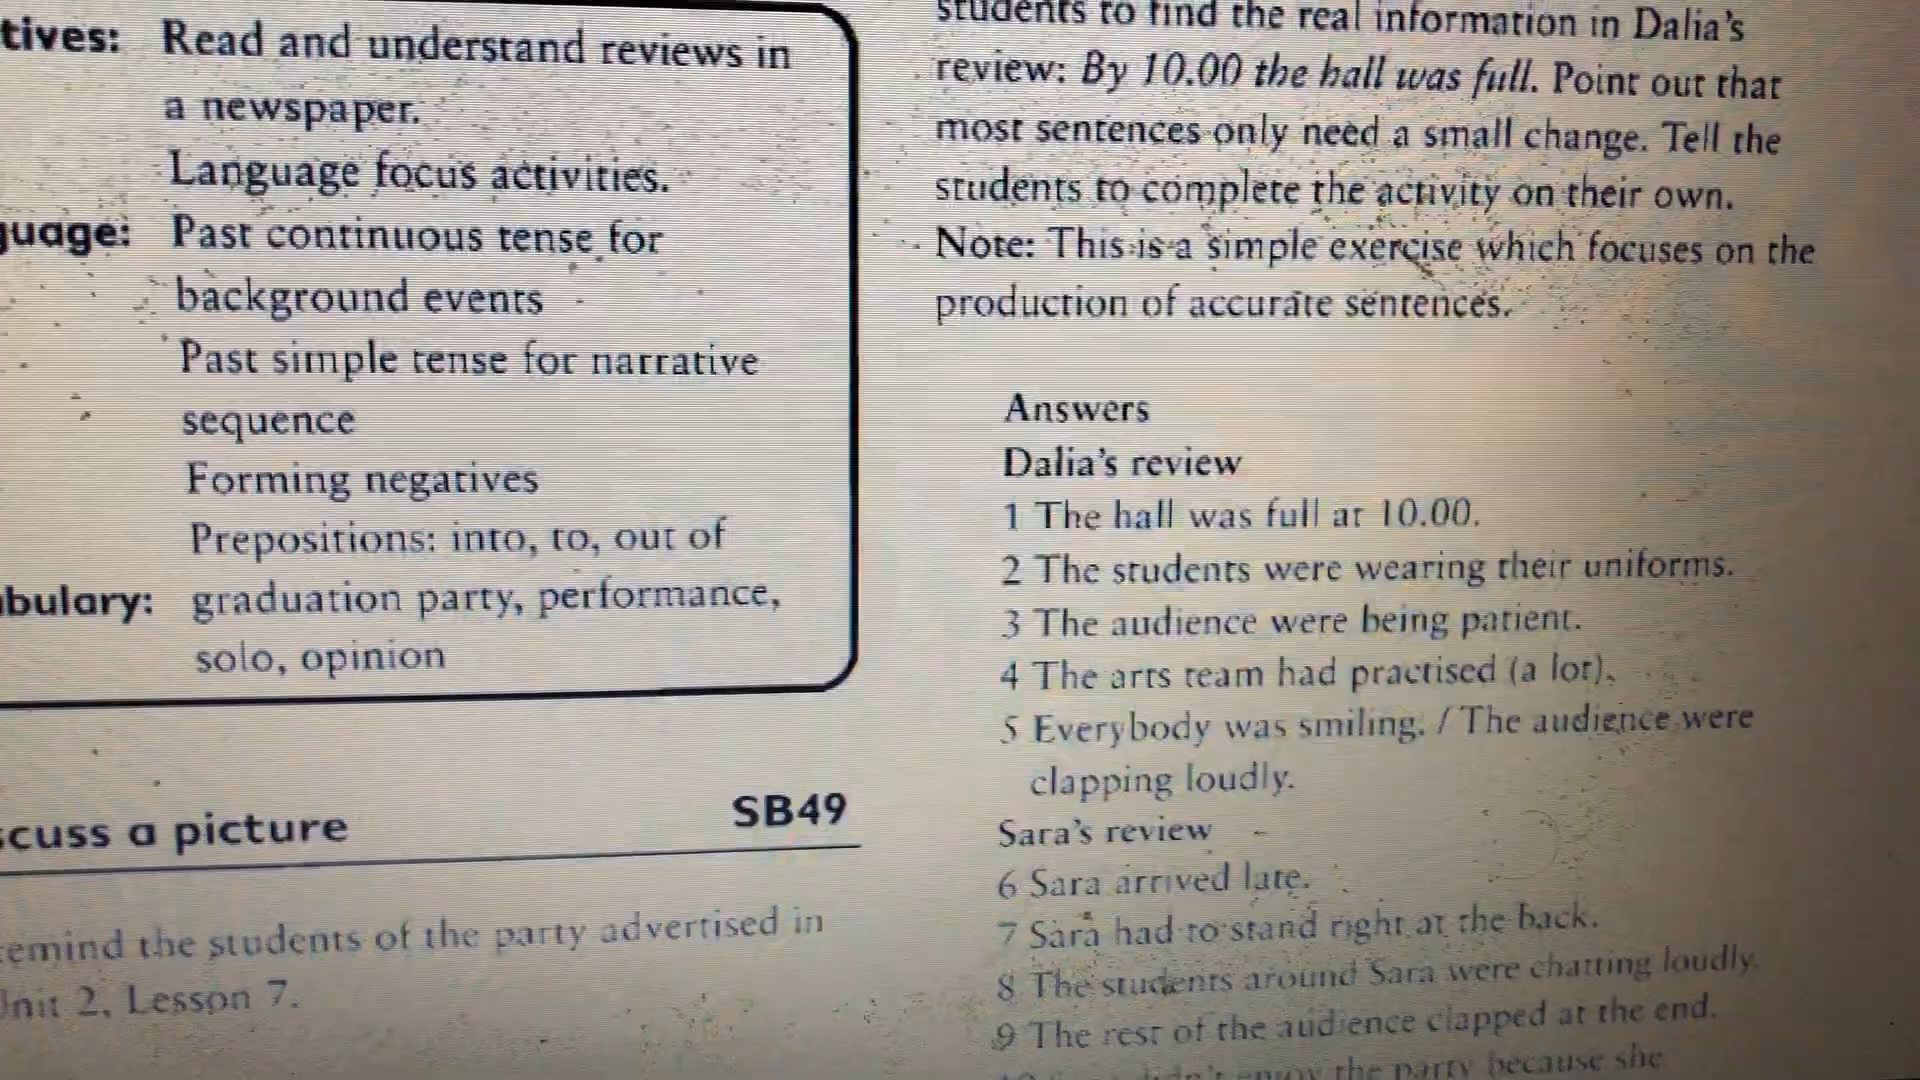 tives: Read and understand reviews in
a newspaper.
Language focus activities.
guage: Past continuous tense for
background events
Past simple tense for narrative
sequence
Forming negatives
Prepositions: into, to, out of
bulary: graduation party, performance,
solo, opinion
scuss a picture SB49
emind the students of the party advertised in
Unit 2, Lesson 7.
students to find the real information in Dalia's
review: By 10.00 the hall was full. Point out that
most sentences only need a small change. Tell the
students to complete the activity on their own.
Note: This is a simple exercise which focuses on the
production of accurate sentences.
Answers
Dalia's review
1 The hall was full at 10.00.
2 The students were wearing their uniforms.
3 The audience were being patient.
4 The arts team had practised (a lot).
5 Everybody was smiling. / The audience were
clapping loudly.
Sara's review
6 Sara arrived late.
7 Sara had to stand right at the back.
8 The students around Sara were chatting loudly.
9 The rest of the audience clapped at the end.
enjoy the party because she